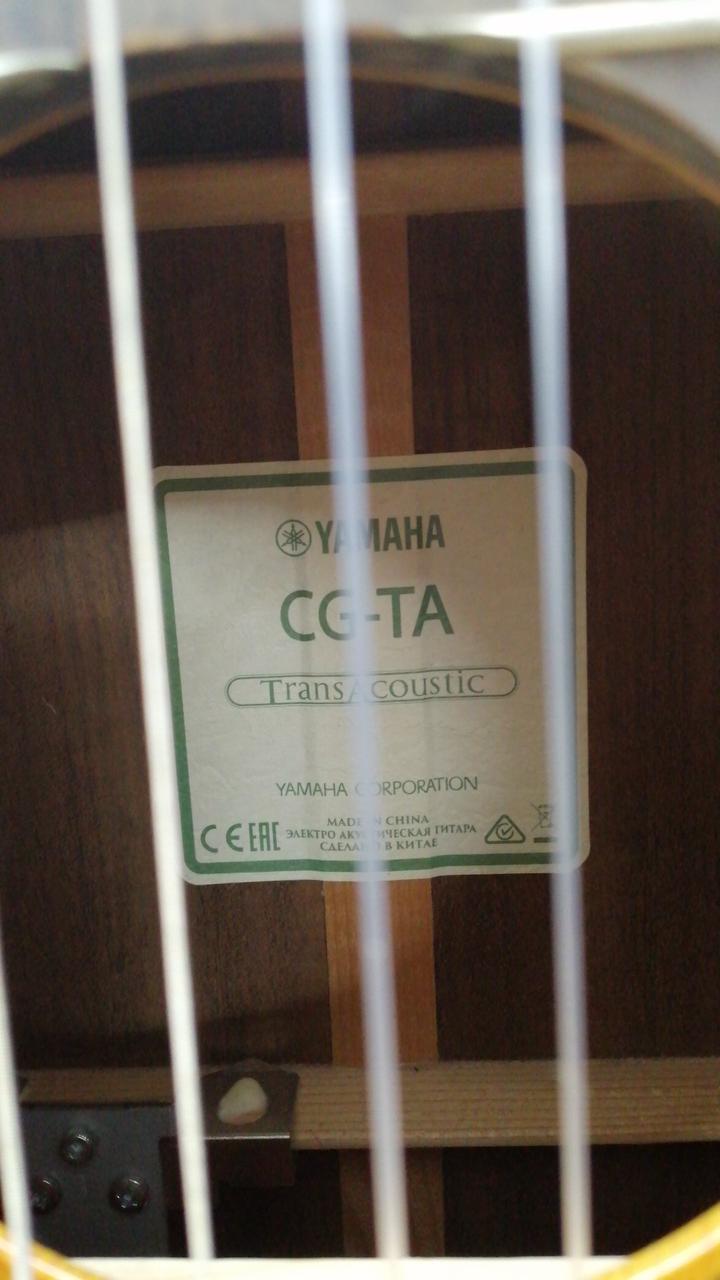 YAMAHA
CG-TA
TransAcoustic
YAMAHA CORPORATION
MADE IN CHINA
CE EAC ЭЛЕКТРО АКУСТИЧЕСКАЯ ГИТАРА
СДЕЛАНО В КИТАЕ